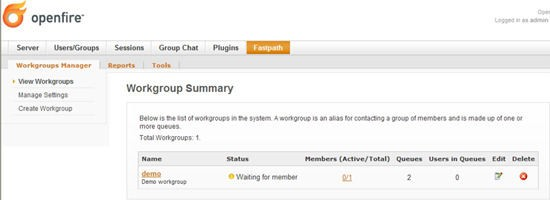 openfire
Logged in as admin
Server Users/Groups Sessions Group Chat Plugins Fastpath
Workgroups Manager Reports Tools
View Workgroups
Manage Settings
Create Workgroup
Workgroup Summary
Below is the list of workgroups in the system. A workgroup is an alias for contacting a group of members and is made up of one or
more queues.
Total Workgroups: 1.
Name Status Members (Active/Total) Queues Users in Queues Edit Delete
demo Waiting for member 0/1 2 0
Demo workgroup